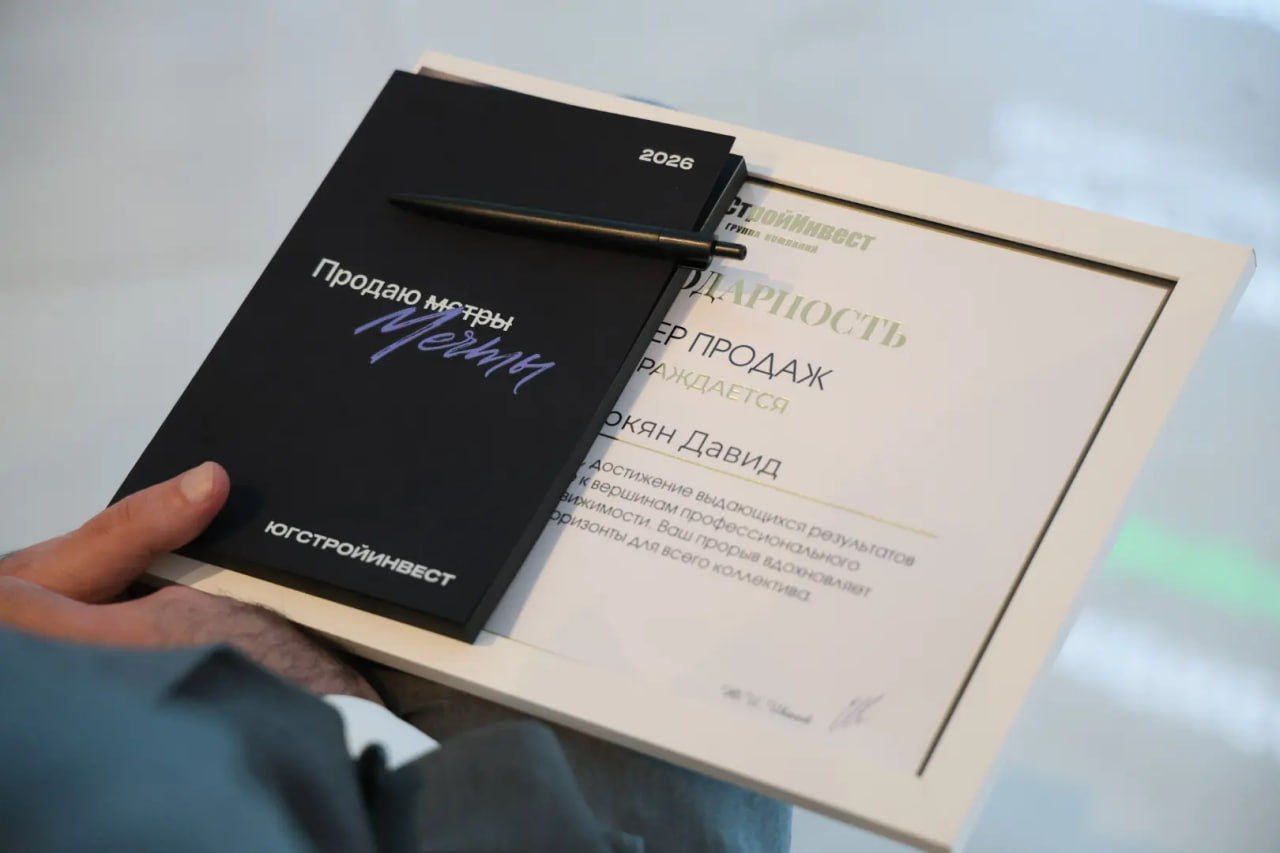 2026
Продаю метры
Мечты
ЮГСТРОЙИНВЕСТ
СтройИнвест
группа компаний
ОДАРНОСТЬ
ЕР ПРОДАЖ
РАЖДАЕТСЯ
окян Давид
достижение выдающихся результатов
к вершинам профессионального
вижимости. Ваш прорыв вдохновляет
оризонты для всего коллектива.